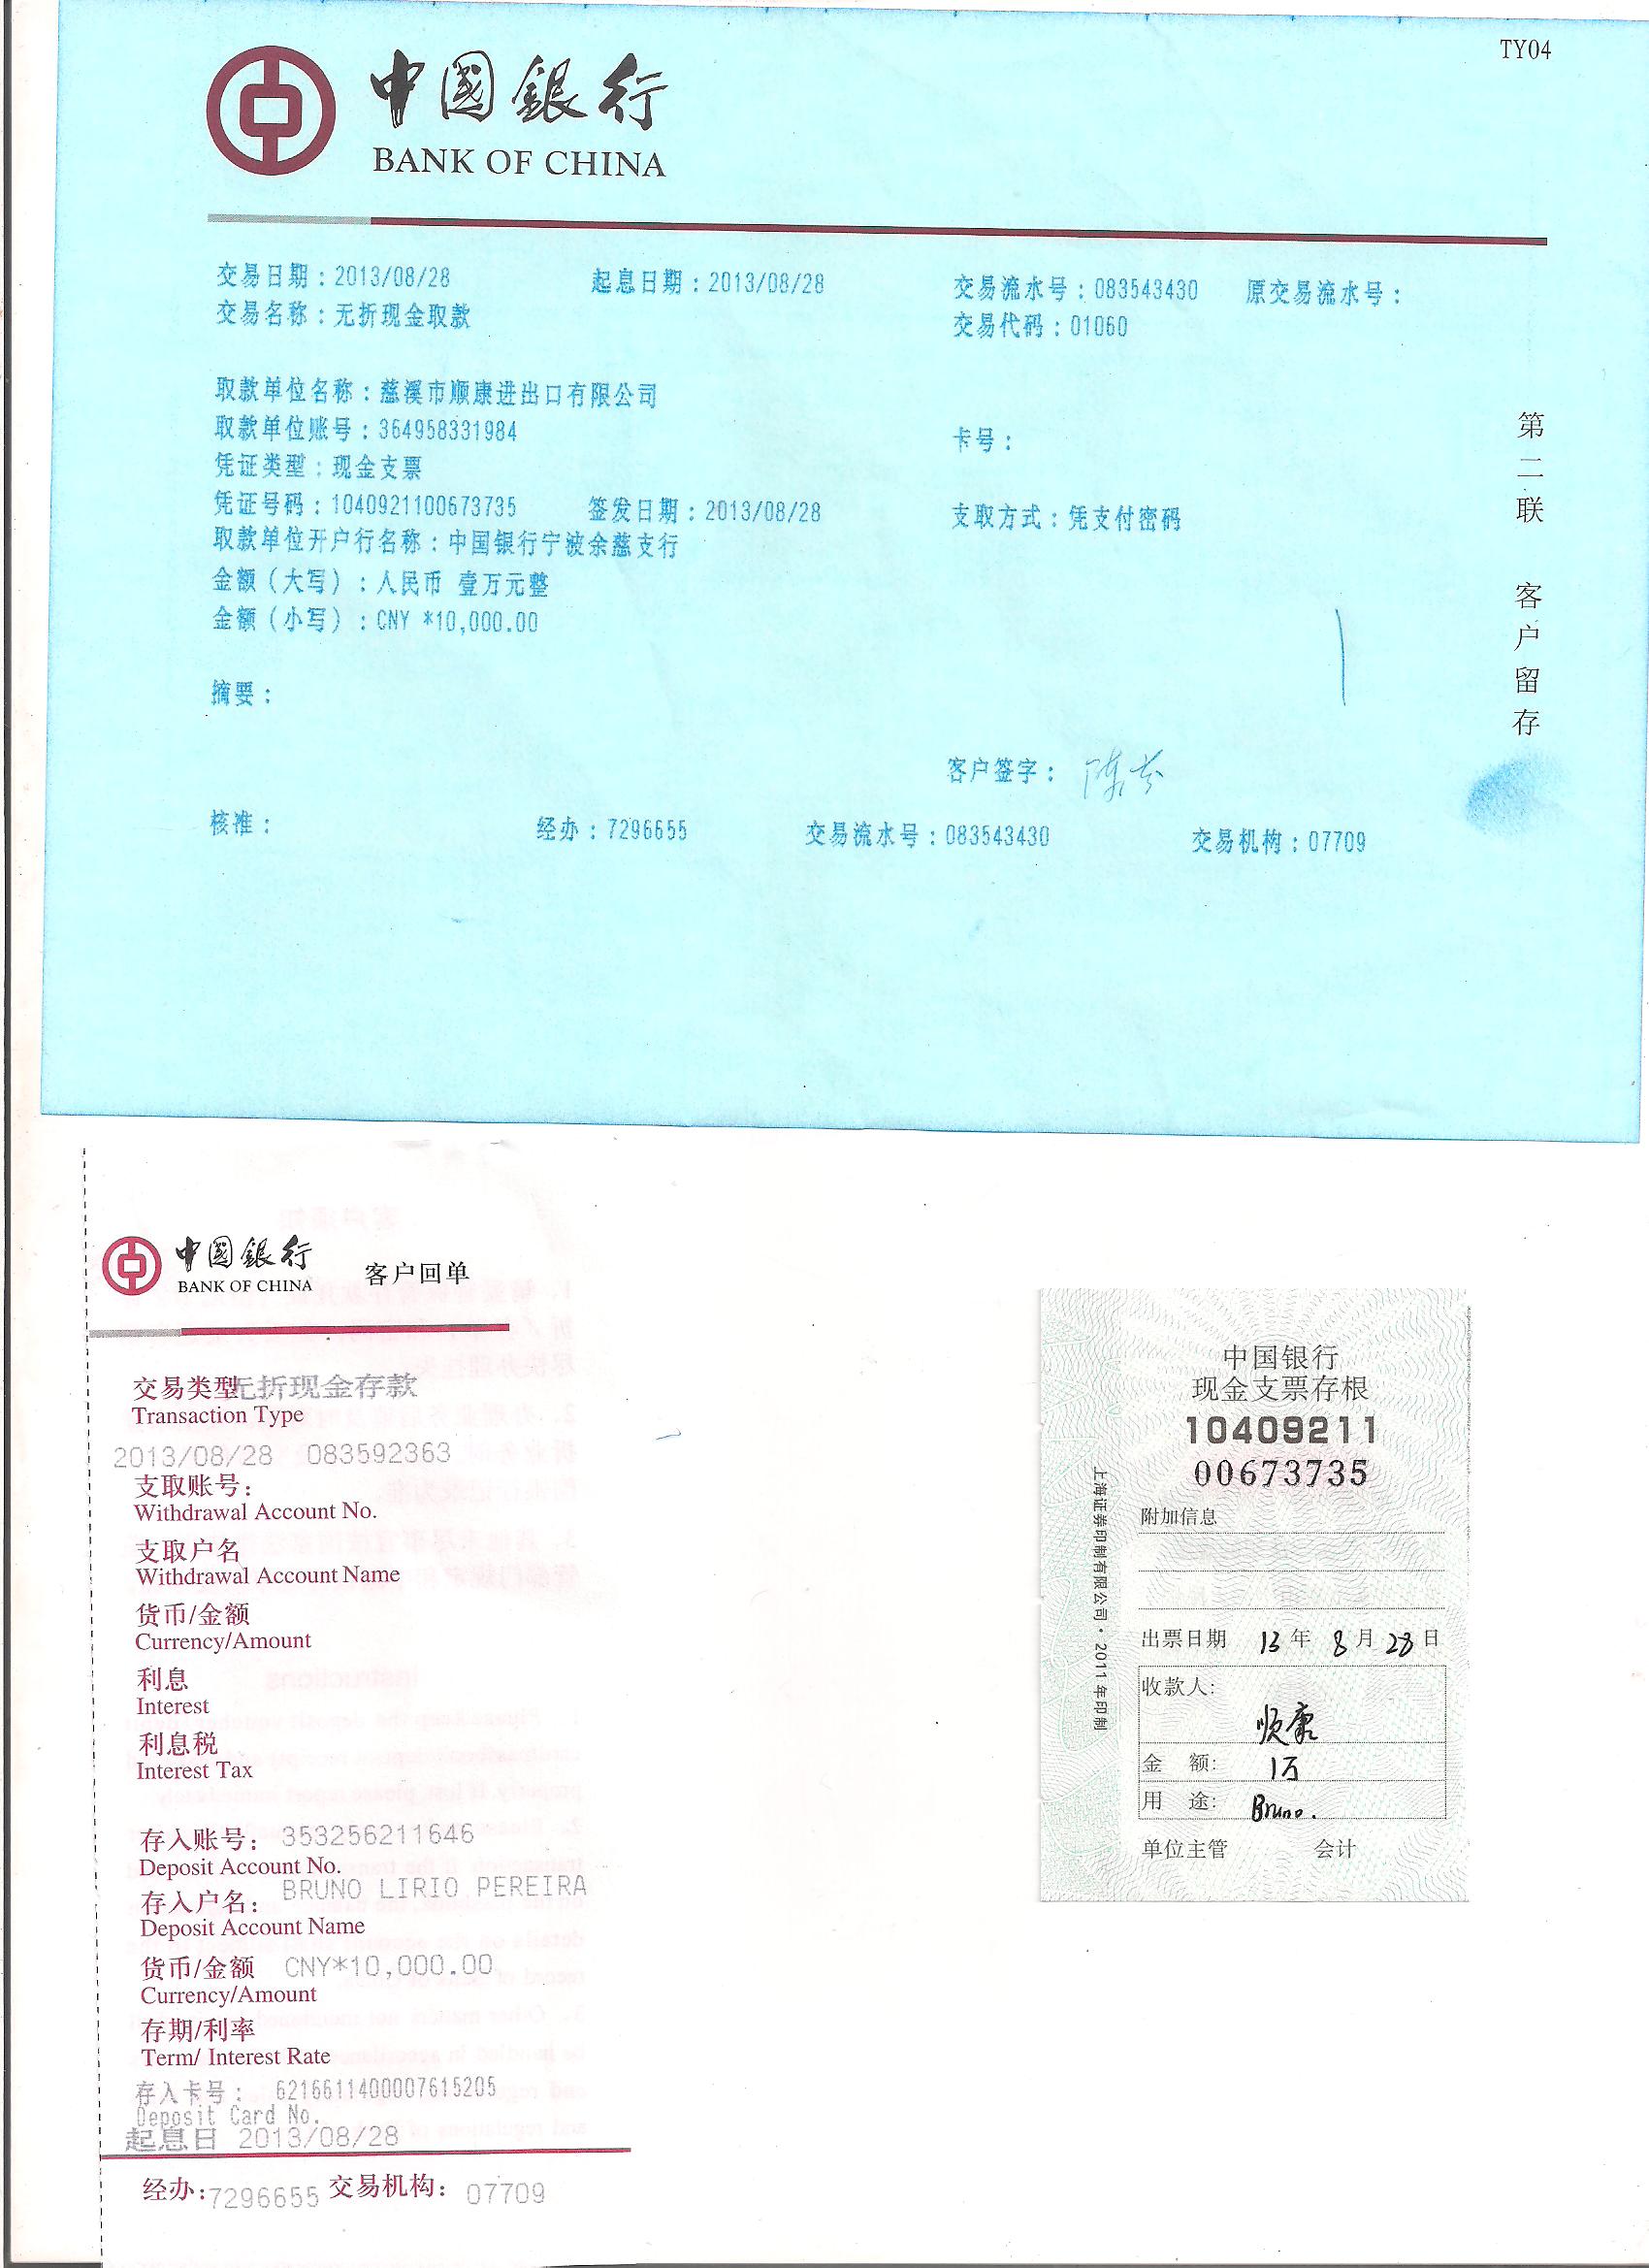 TY04
中國銀行
BANK OF CHINA
交易日期：2013/08/28 起息日期：2013/08/28 交易流水号：083543430 原交易流水号：
交易名称：无折现金取款 交易代码：01060
取款单位名称：慈溪市顺康进出口有限公司
取款单位账号：364958331984 卡号：
凭证类型：现金支票
凭证号码：1040921100673735 签发日期：2013/08/28 支取方式：凭支付密码
取款单位开户行名称：中国银行宁波余慈支行
金额（大写）：人民币 壹万元整
金额（小写）：CNY *10,000.00
摘要：
客户签字：
核准： 经办：7296655 交易流水号：083543430 交易机构：07709
第二联 客户留存
中國銀行
BANK OF CHINA
客户回单
交易类型 无折现金存款
Transaction Type
2013/08/28 083592363
支取账号：
Withdrawal Account No.
支取户名
Withdrawal Account Name
货币/金额
Currency/Amount
利息
Interest
利息税
Interest Tax
存入账号： 353256211646
Deposit Account No.
存入户名： BRUNO LIRIO PEREIRA
Deposit Account Name
货币/金额 CNY*10,000.00
Currency/Amount
存期/利率
Term/ Interest Rate
存入卡号： 6216611400007615205
Deposit Card No.
起息日 2013/08/28
经办：7296655 交易机构： 07709
中国银行
现金支票存根
10409211
00673735
附加信息
出票日期 13 年 8 月 28 日
收款人：
顺康
金 额： 1万
用 途： Bruno.
单位主管 会计
上海证券印制有限公司·2011年印制